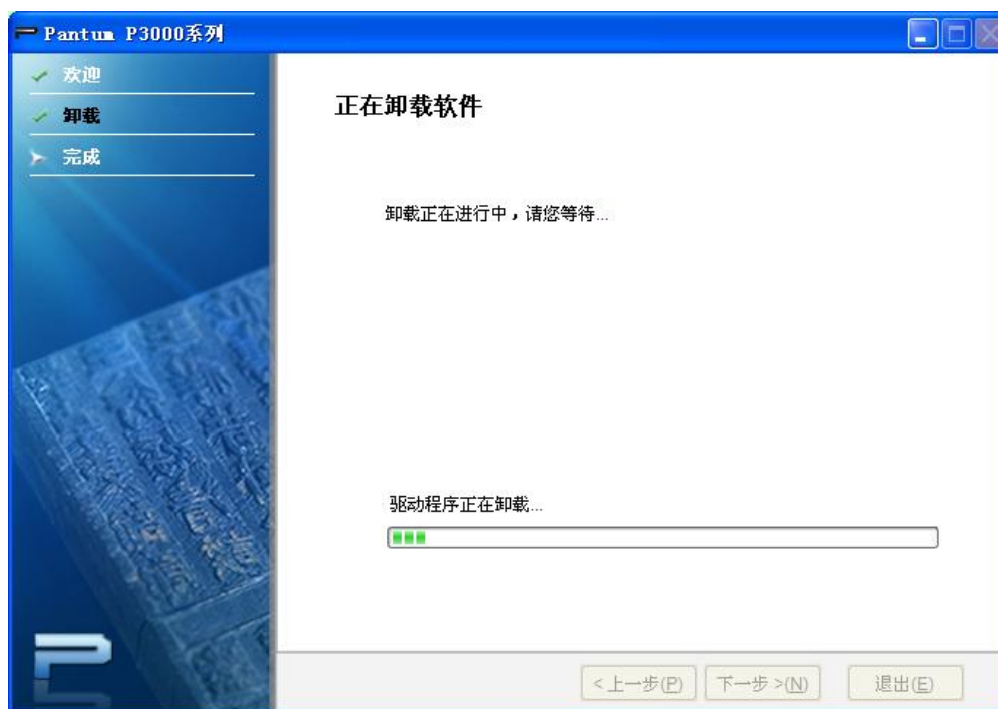 Pantum P3000系列
欢迎
卸载
完成
正在卸载软件
卸载正在进行中，请您等待...
驱动程序正在卸载...
<上一步(P) 下一步 >(N) 退出(E)